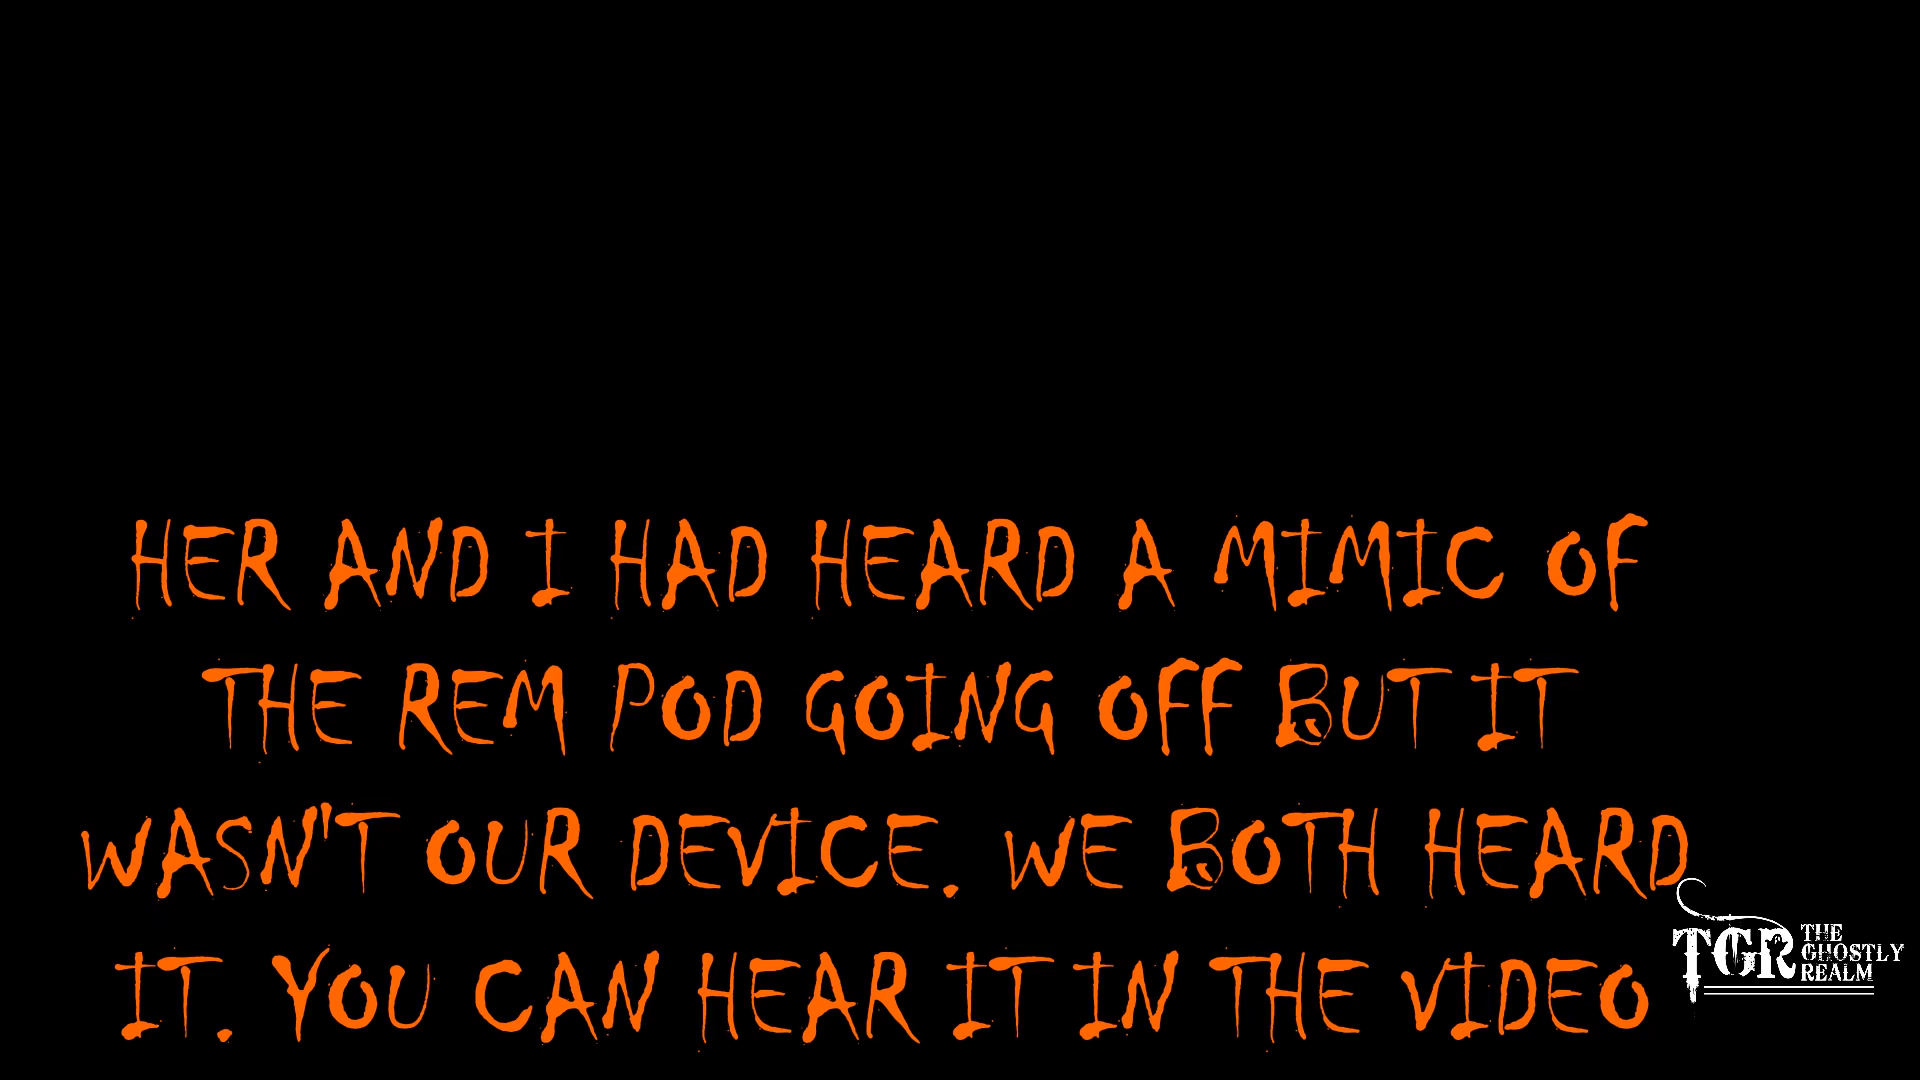 HER AND I HAD HEARD A MIMIC OF
THE REM POD GOING OFF BUT IT
WASN'T OUR DEVICE. WE BOTH HEARD
IT. YOU CAN HEAR IT IN THE VIDEO
TGR THE
GHOSTLY
REALM